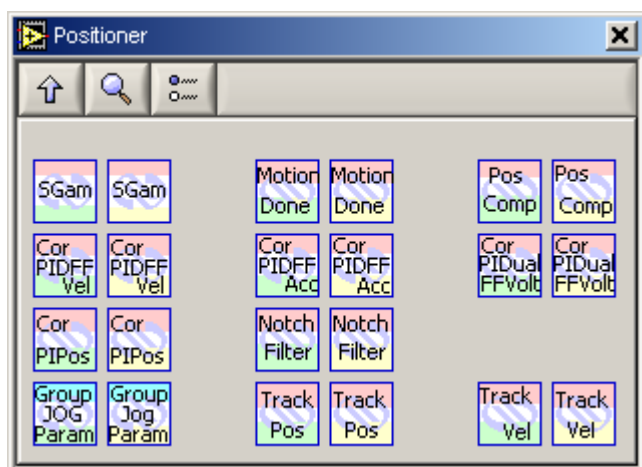 Positioner
SGam
SGam
Motion
Done
Motion
Done
Pos
Comp
Pos
Comp
Cor
PIDFF
Vel
Cor
PIDFF
Vel
Cor
PIDFF
Acc
Cor
PIDFF
Acc
Cor
PIDual
FFVolt
Cor
PIDual
FFVolt
Cor
PIPos
Cor
PIPos
Notch
Filter
Notch
Filter
Group
JOG
Param
Group
Jog
Param
Track
Pos
Track
Pos
Track
Vel
Track
Vel